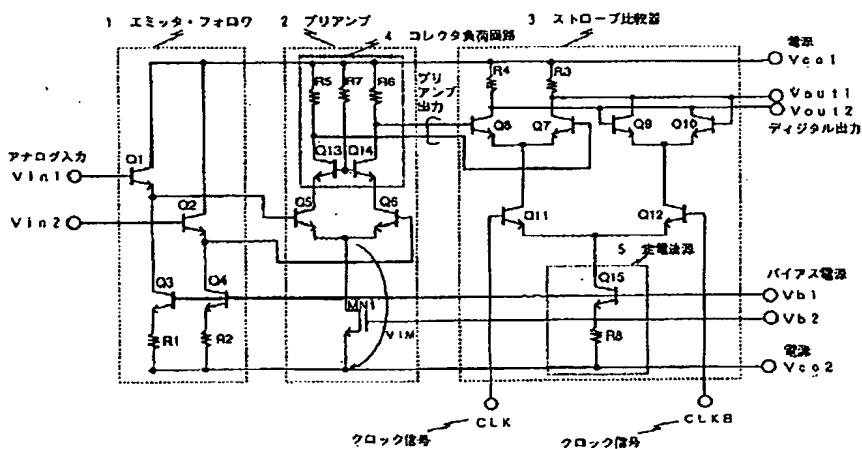 1 エミッタ・フォロワ
2 プリアンプ
3 ストローブ比較器
4 コレクタ負荷回路
電源
Vcc1
R5
R7
R6
プリアンプ出力
R4
R3
Vout1
Vout2
ディジタル出力
Q8
Q7
Q9
Q10
アナログ入力
Vin1
Q1
Q13
Q14
Vin2
Q2
Q5
Q6
Q11
Q12
5 定電流源
Q3
Q4
Q15
バイアス電源
Vb1
MN1
VIM
Vb2
R1
R2
R8
電源
Vcc2
CLK
CLKB
クロック信号
クロック信号